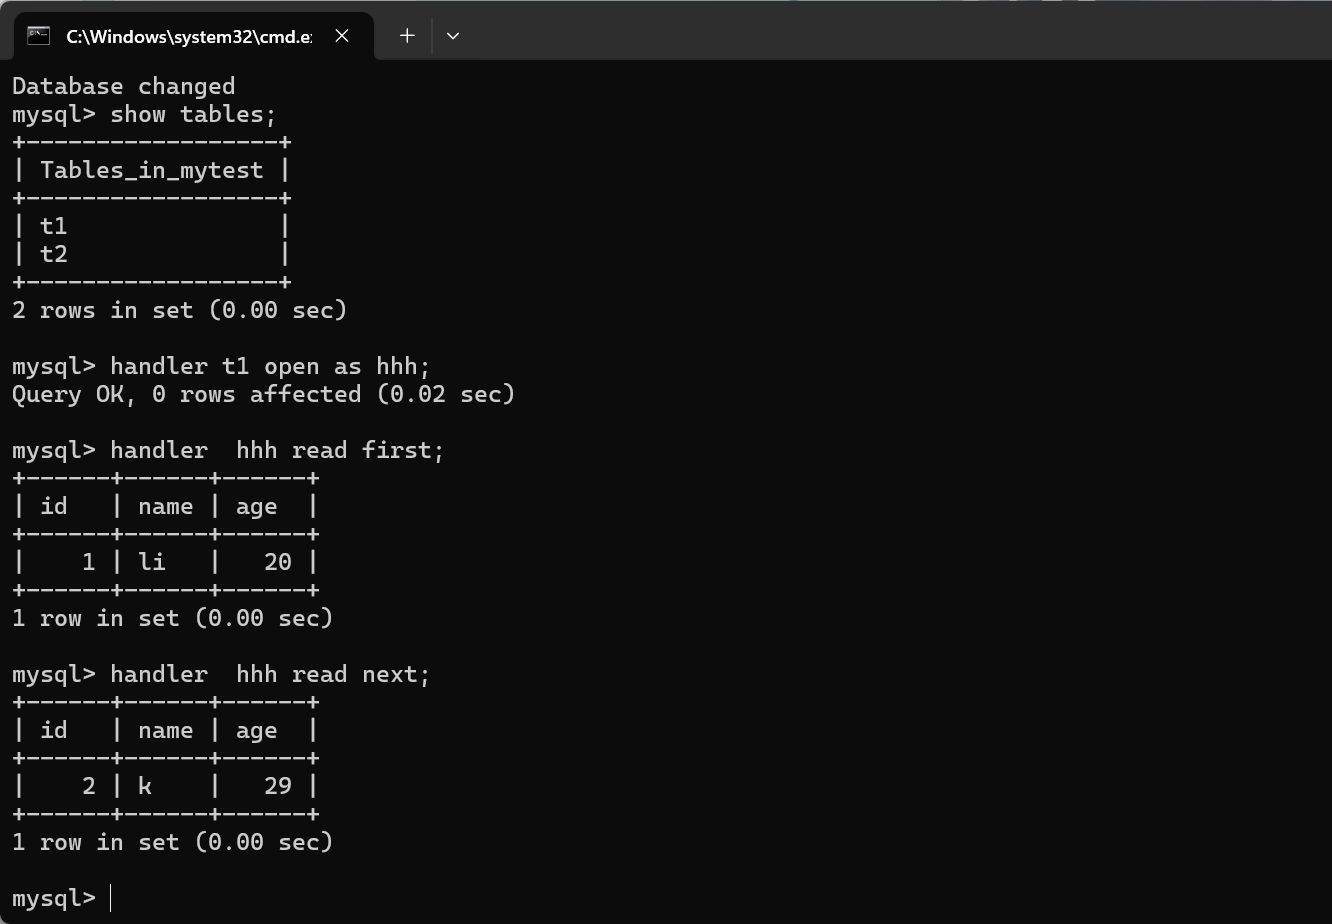 C:\Windows\system32\cmd.e
Database changed
mysql> show tables;
+------------------+
| Tables_in_mytest |
+------------------+
| t1               |
| t2               |
+------------------+
2 rows in set (0.00 sec)
mysql> handler t1 open as hhh;
Query OK, 0 rows affected (0.02 sec)
mysql> handler  hhh read first;
+------+------+------+
| id   | name | age  |
+------+------+------+
|    1 | li   |   20 |
+------+------+------+
1 row in set (0.00 sec)
mysql> handler  hhh read next;
+------+------+------+
| id   | name | age  |
+------+------+------+
|    2 | k    |   29 |
+------+------+------+
1 row in set (0.00 sec)
mysql>